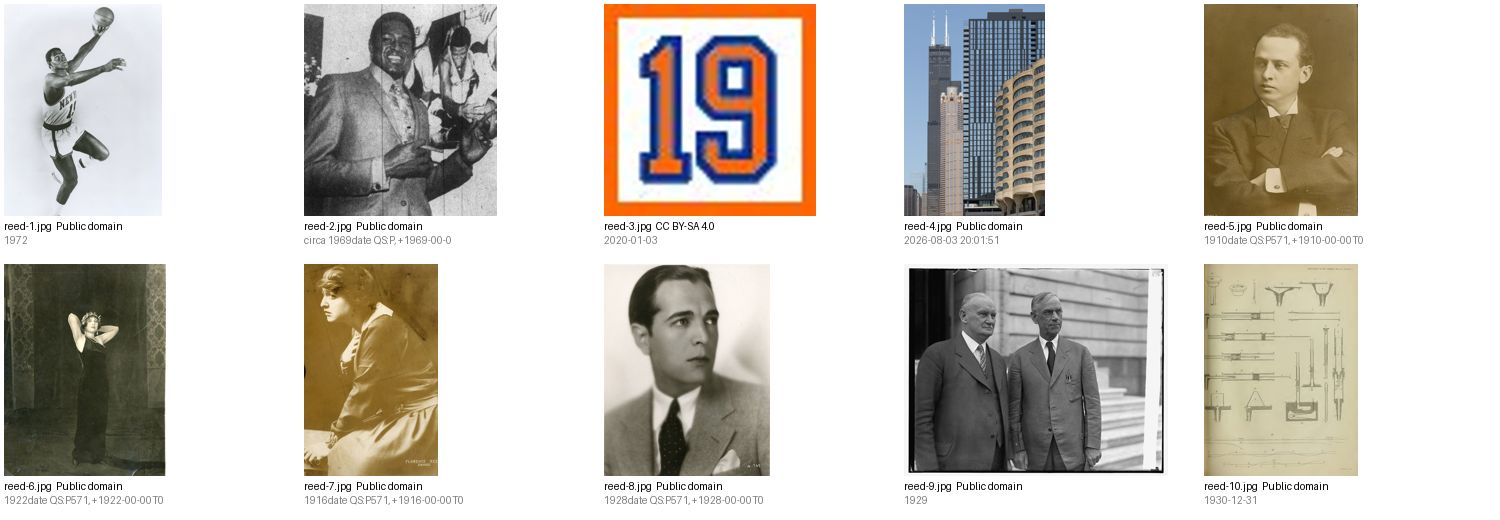 NEW
19
reed-1.jpg Public domain
1972
reed-2.jpg Public domain
circa 1969date QS:P,+1969-00-0
reed-3.jpg CC BY-SA 4.0
2020-01-03
reed-4.jpg Public domain
2026-08-03 20:01:51
reed-5.jpg Public domain
1910date QS:P571,+1910-00-00T0
reed-6.jpg Public domain
1922date QS:P571,+1922-00-00T0
reed-7.jpg Public domain
1916date QS:P571,+1916-00-00T0
reed-8.jpg Public domain
1928date QS:P571,+1928-00-00T0
reed-9.jpg Public domain
1929
reed-10.jpg Public domain
1930-12-31